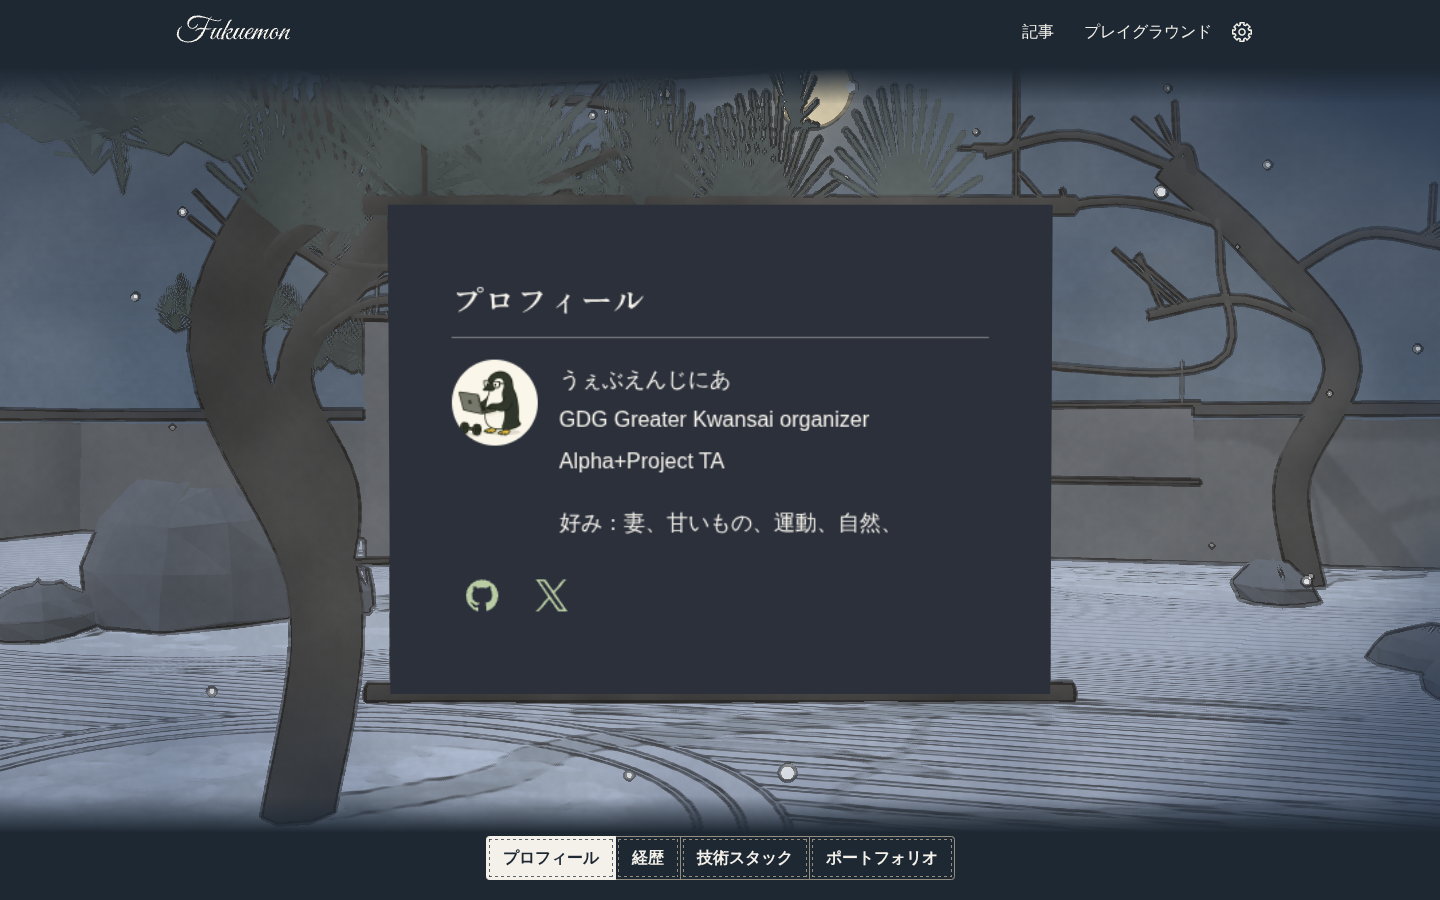 Fukuemon
記事
プレイグラウンド
プロフィール
うぇぶえんじにあ
GDG Greater Kwansai organizer
Alpha+Project TA
好み：妻、甘いもの、運動、自然、
プロフィール
経歴
技術スタック
ポートフォリオ